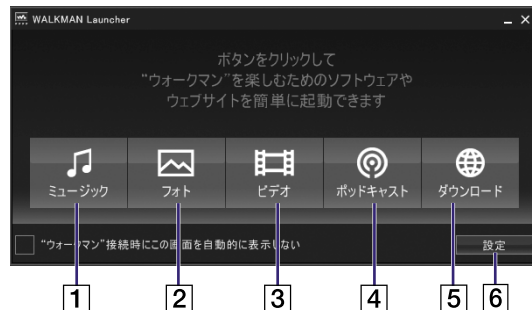 WALKMAN Launcher
ボタンをクリックして
“ウォークマン”を楽しむためのソフトウェアや
ウェブサイトを簡単に起動できます
ミュージック
フォト
ビデオ
ポッドキャスト
ダウンロード
“ウォークマン”接続時にこの画面を自動的に表示しない
設定
1
2
3
4
5
6